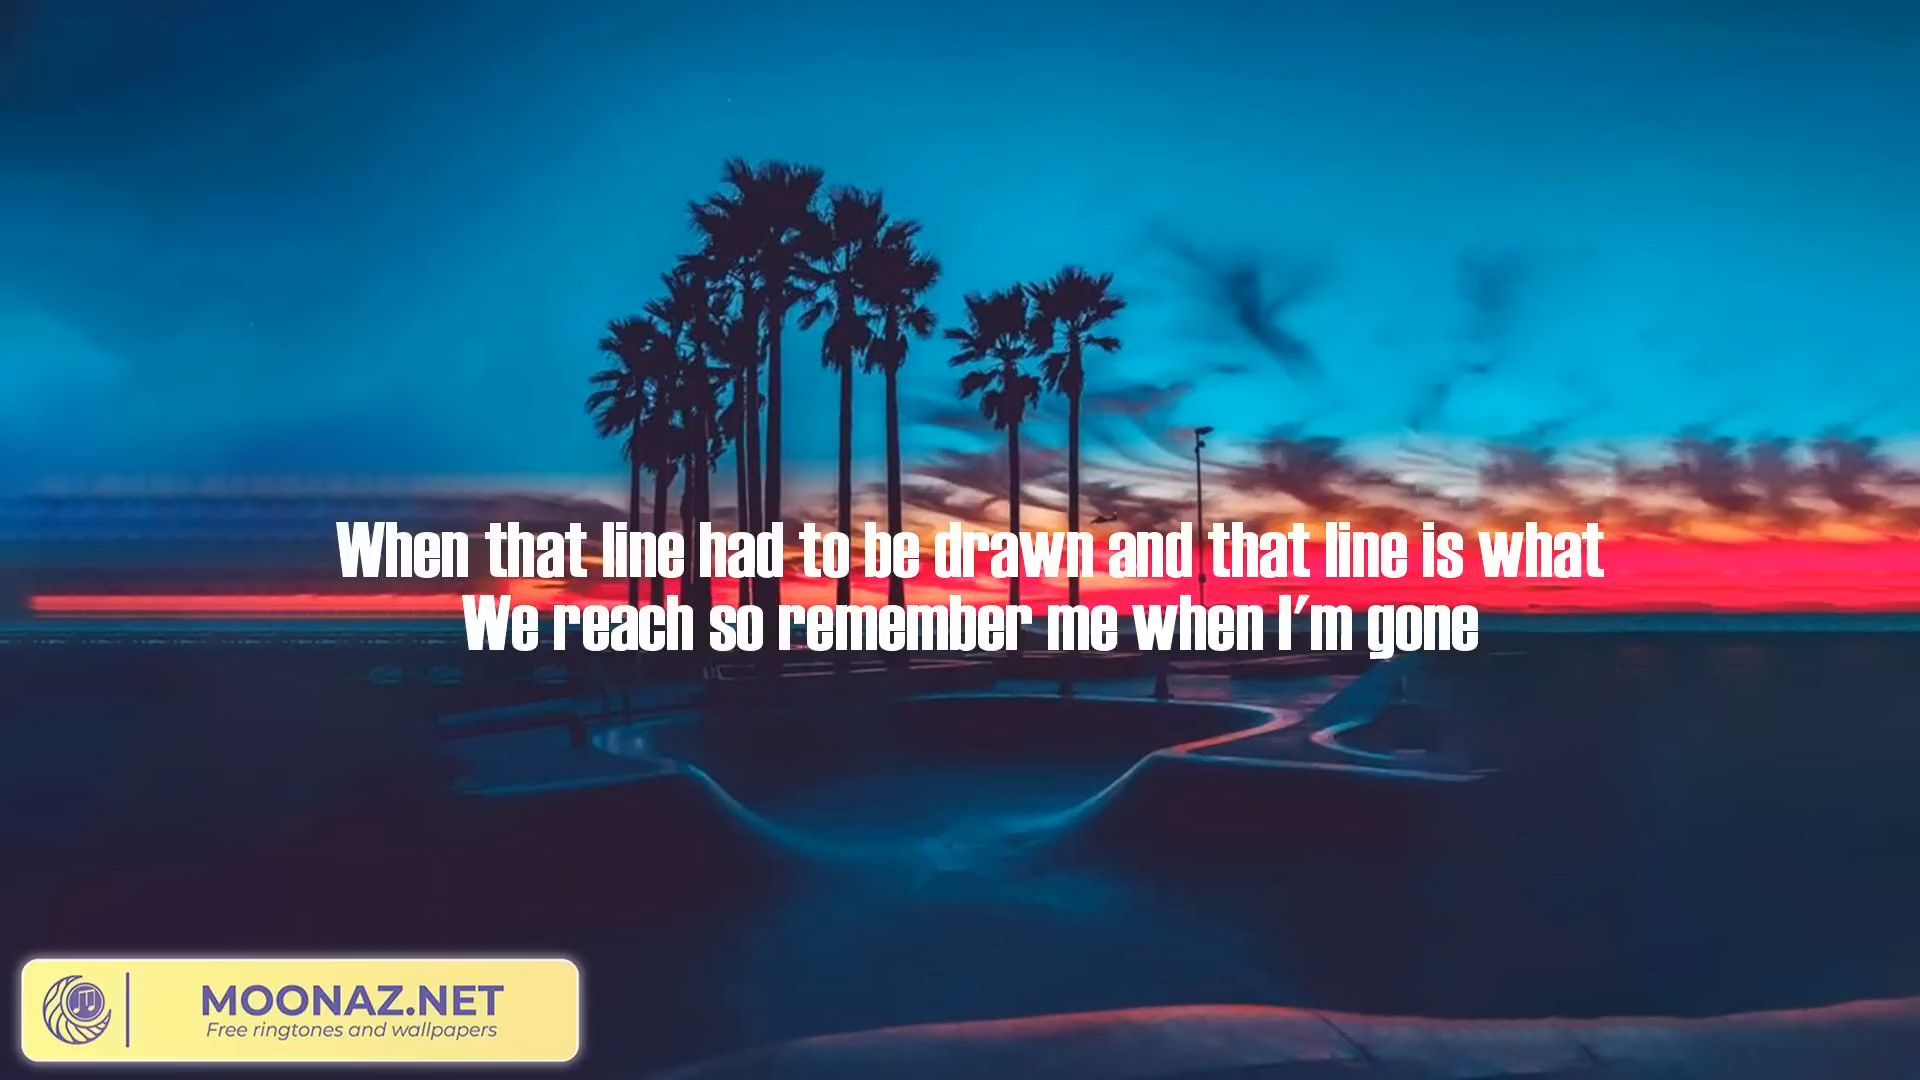 When that line had to be drawn and that line is what
We reach so remember me when I'm gone
MOONAZ.NET
Free ringtones and wallpapers